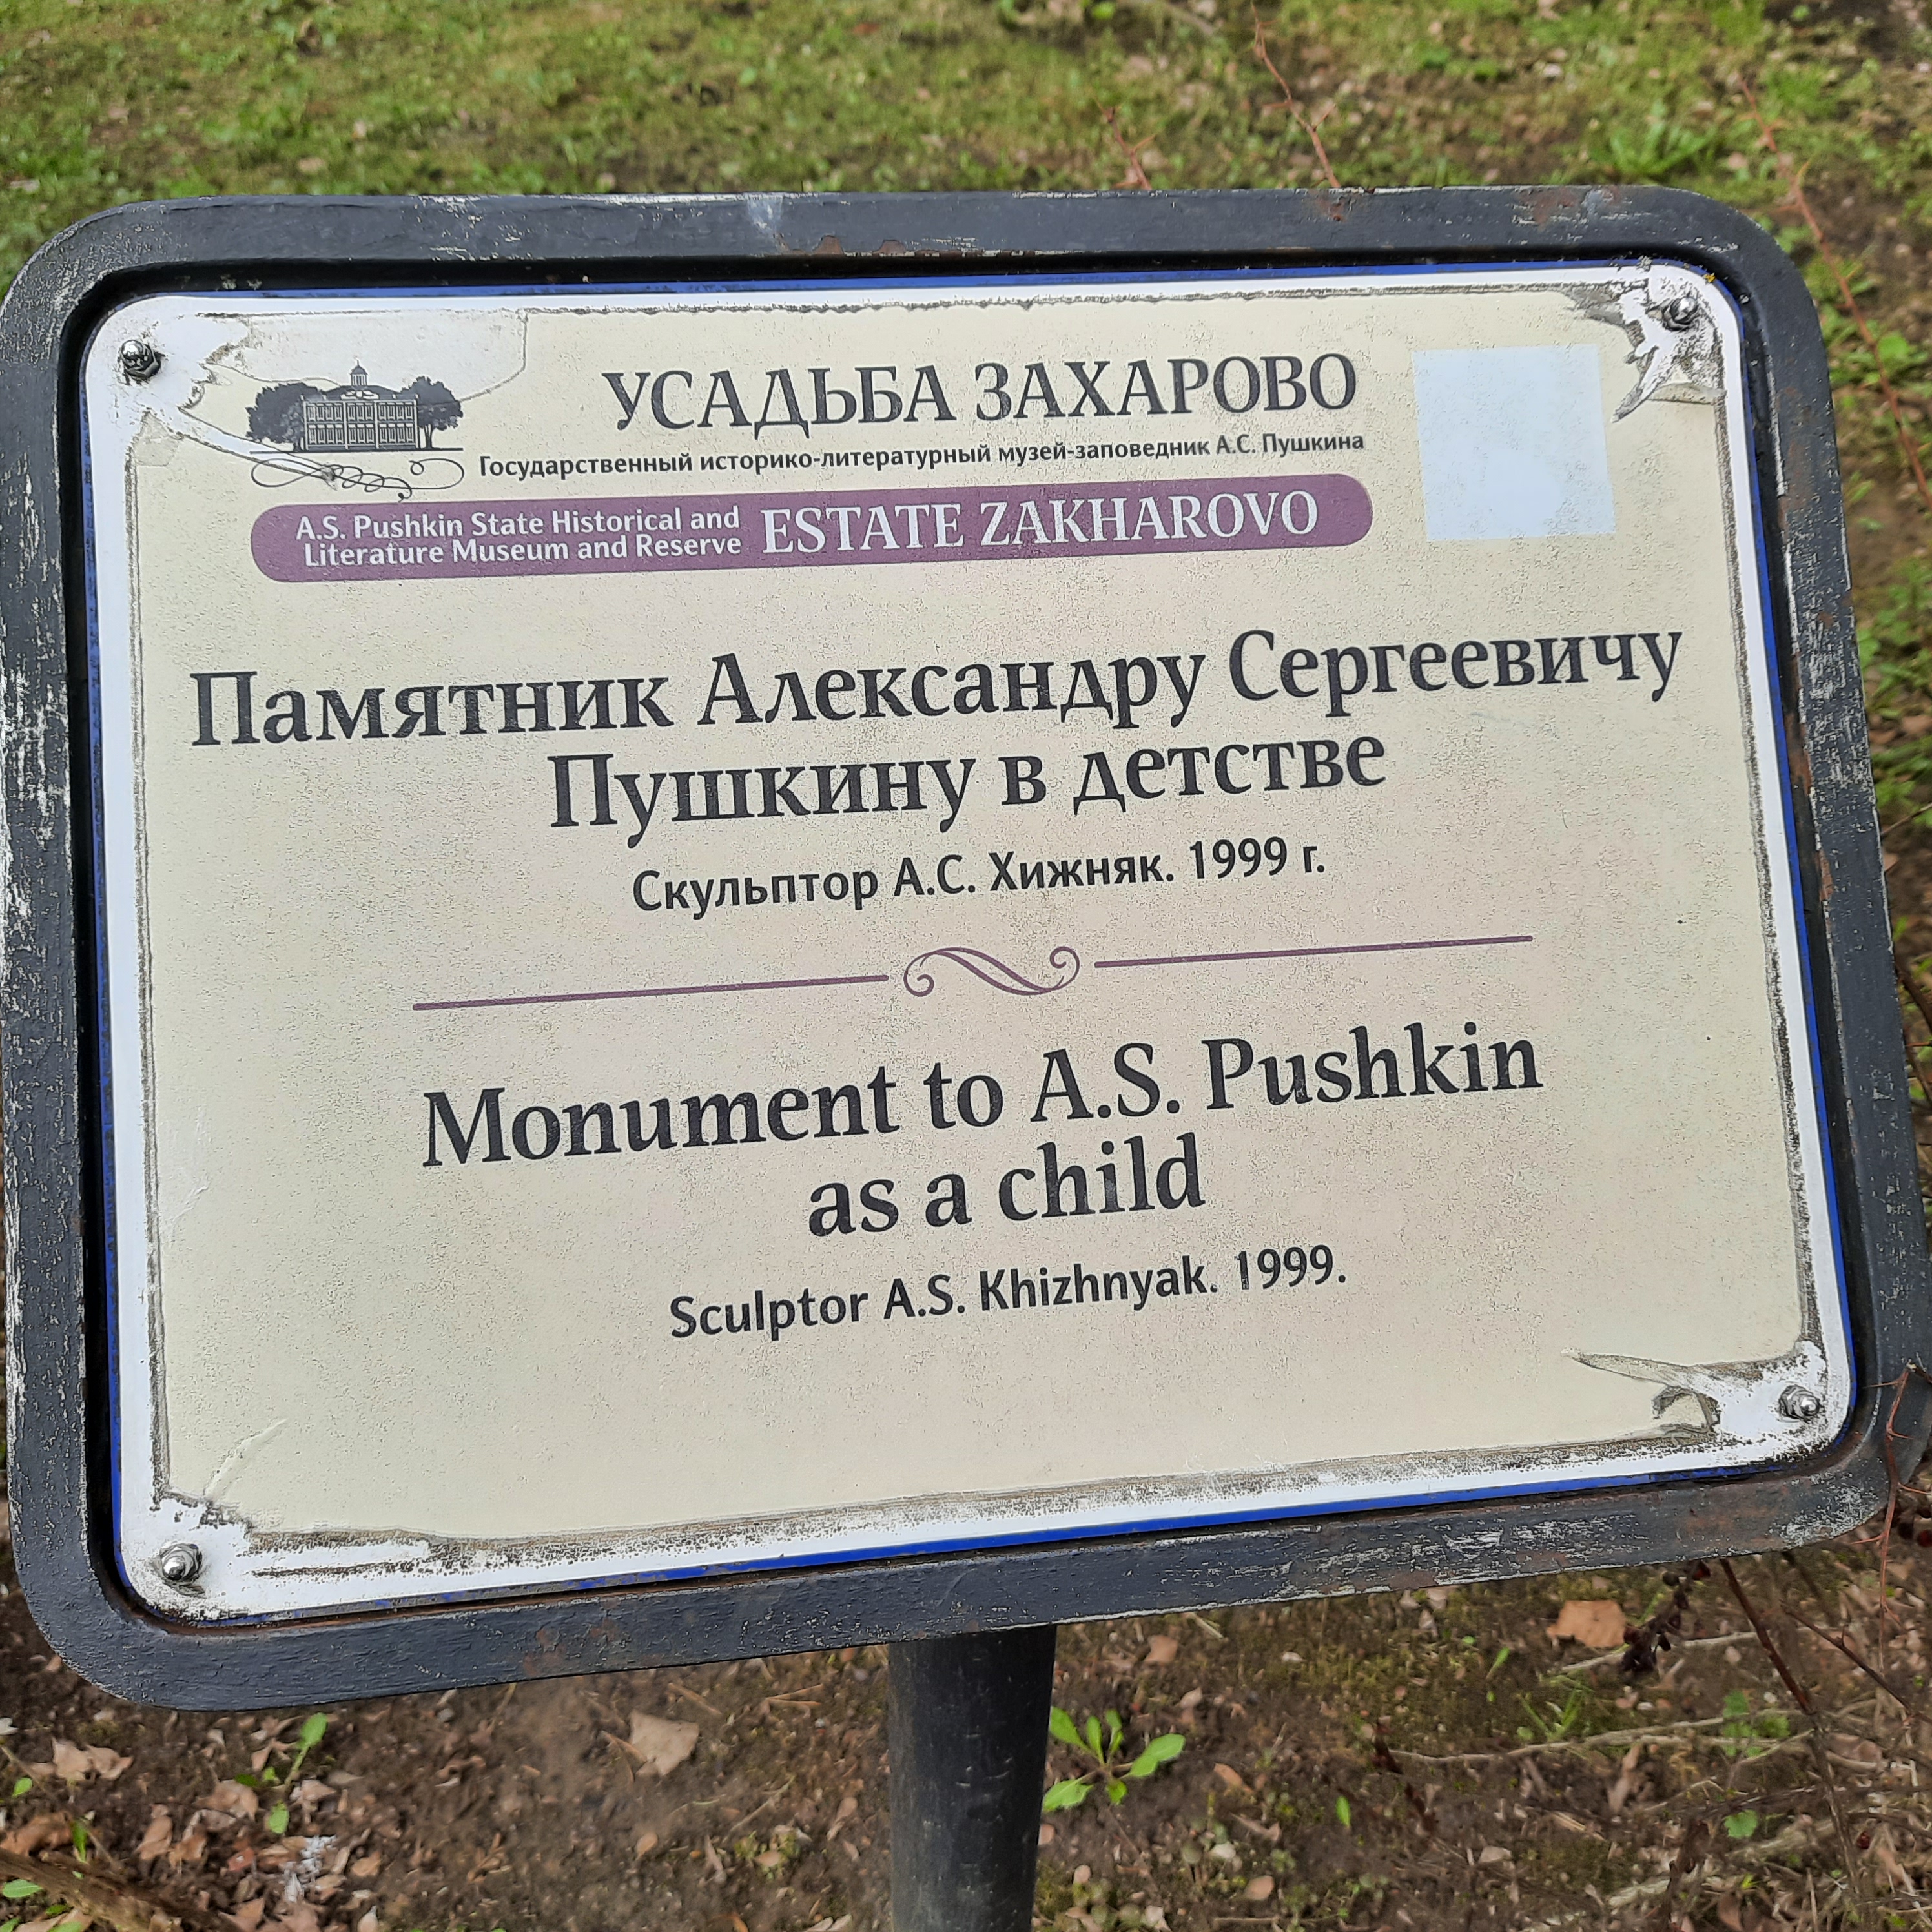 УСАДЬБА ЗАХАРОВО
Государственный историко-литературный музей-заповедник А.С. Пушкина
A.S. Pushkin State Historical and
Literature Museum and Reserve
ESTATE ZAKHAROVO
Памятник Александру Сергеевичу
Пушкину в детстве
Скульптор А.С. Хижняк. 1999 г.
Monument to A.S. Pushkin
as a child
Sculptor A.S. Khizhnyak. 1999.